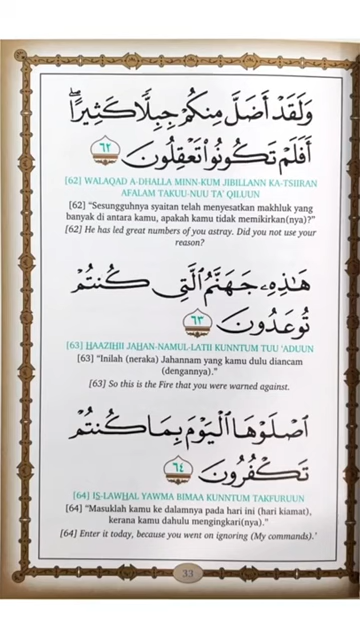 وَلَقَدْ أَضَلَّ مِنكُمْ جِبِلًّا كَثِيرًا ۖ
أَفَلَمْ تَكُونُوا۟ تَعْقِلُونَ ٦٢
[62] WALAQAD A-DHALLA MINN-KUM JIBILLANN KA-TSIIRAN
AFALAM TAKUU-NUU TA' QILUUN
[62] "Sesungguhnya syaitan telah menyesatkan makhluk yang
banyak di antara kamu, apakah kamu tidak memikirkan(nya)?"
[62] He has led great numbers of you astray. Did you not use your
reason?
هَٰذِهِۦ جَهَنَّمُ ٱلَّتِى كُنتُمْ
تُوعَدُونَ ٦٣
[63] HAAZIHII JAHAN-NAMUL-LATII KUNNTUM TUU 'ADUUN
[63] "Inilah (neraka) Jahannam yang kamu dulu diancam
(dengannya)."
[63] So this is the Fire that you were warned against.
ٱصْلَوْهَا ٱلْيَوْمَ بِمَا كُنتُمْ
تَكْفُرُونَ ٦٤
[64] IS-LAWHAL YAWMA BIMAA KUNNTUM TAKFURUUN
[64] "Masuklah kamu ke dalamnya pada hari ini (hari kiamat),
kerana kamu dahulu mengingkari(nya)."
[64] Enter it today, because you went on ignoring (My commands).'
33